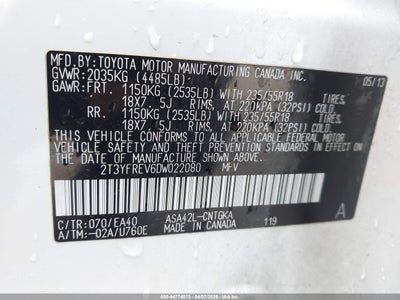 MFD.BY:TOYOTA MOTOR MANUFACTURING CANADA INC.
GVWR:2035KG (4485LB) 05/13
GAWR:FRT. 1150KG (2535LB) WITH 235/55R18 TIRES,
18X7.5J RIMS, AT 220KPA (32PSI) COLD.
RR. 1150KG (2535LB) WITH 235/55R18 TIRES,
18X7.5J RIMS, AT 220KPA (32PSI) COLD.
THIS VEHICLE CONFORMS TO ALL APPLICABLE FEDERAL MOTOR
VEHICLE SAFETY, BUMPER, AND THEFT PREVENTION STANDARDS IN EFFECT
ON THE DATE OF MANUFACTURE SHOWN ABOVE.
2T3YFREV6DW022080 MPV
C/TR:070/EA40 ASA42L-CNTGKA A
A/TM:-02A/U760E MADE IN CANADA 119